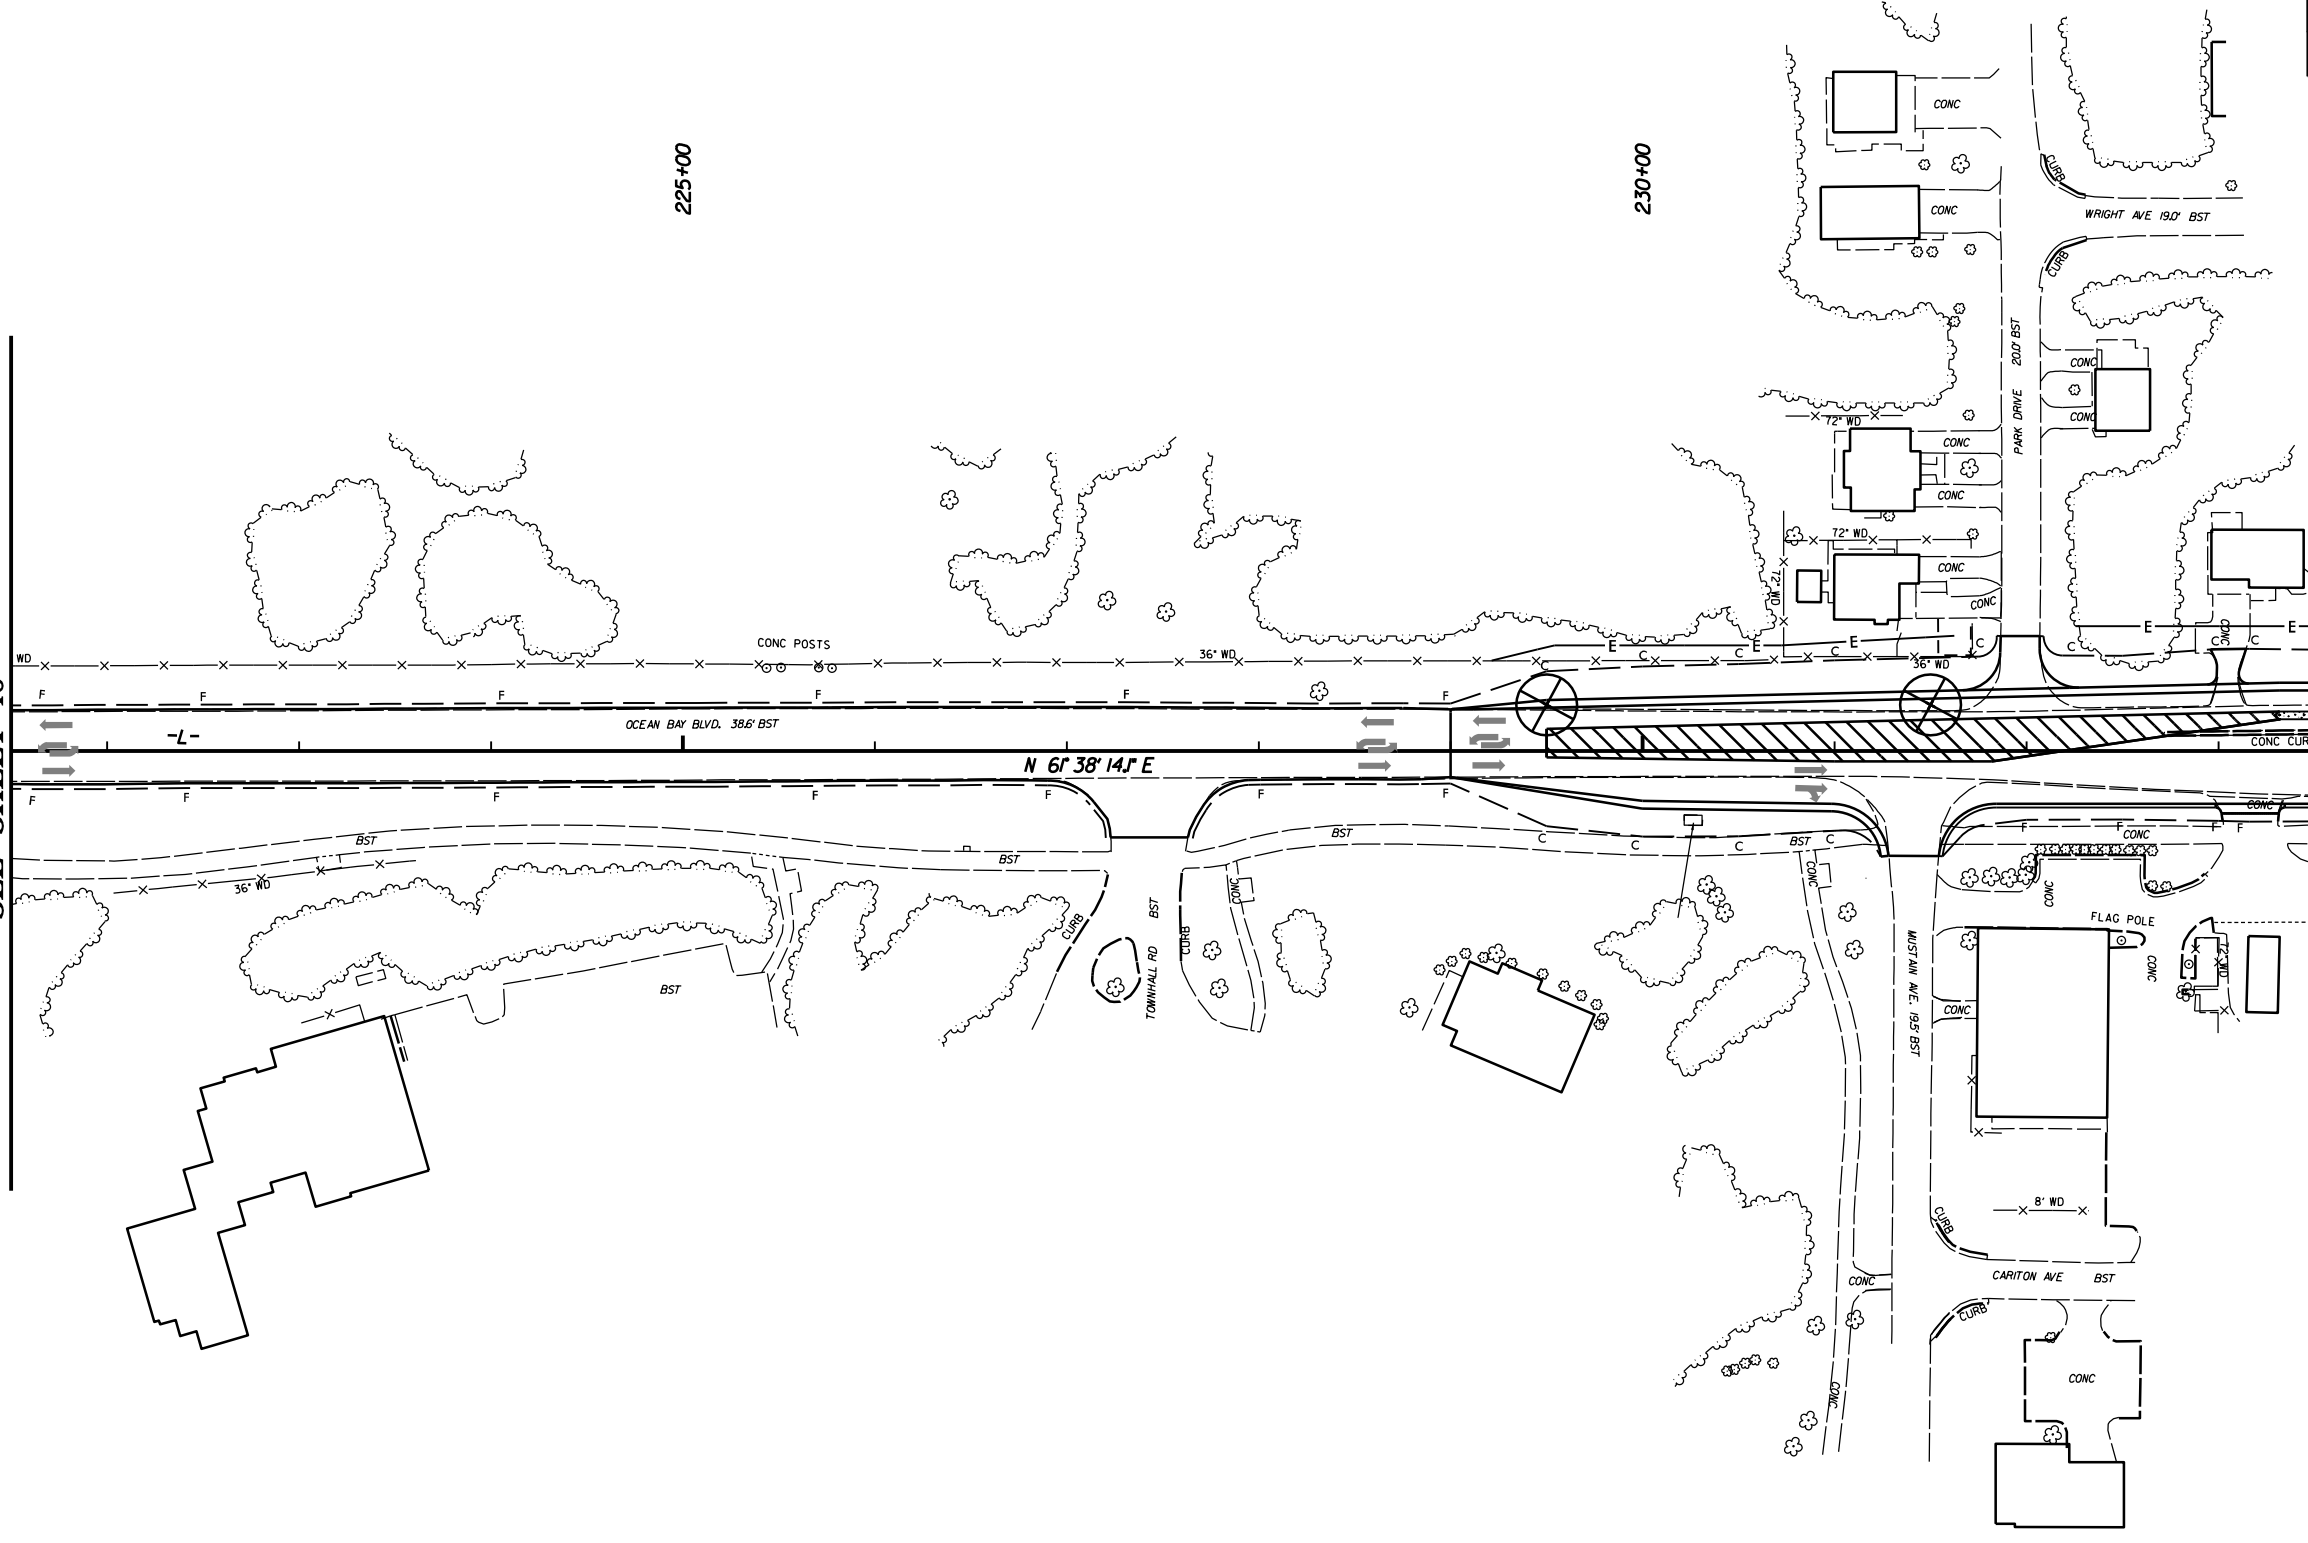 CONC
225+00
230+00
CURB
CONC
WRIGHT AVE 19.0' BST
CURB
PARK DRIVE 20.0' BST
CONC
CONC
72" WD
CONC
CONC
72" WD
CONC
72" WD
CONC
CONC
E
E
CONC POSTS
E
E
E
C
C
C
WD
36" WD
C
C
C
C
36" WD
F
F
F
F
F
F
OCEAN BAY BLVD. 38.6' BST
-L-
CONC CUR
N 61° 38' 14.1" E
F
F
F
F
F
F
F
CONC
F
F
F
F
CONC
BST
BST
BST
C
C
C
C
BST
36" WD
CURB
BST
TOWNHALL RD
CURB
CONC
CONC
CONC
FLAG POLE
BST
MUSTAIN AVE. 19.5' BST
CONC
72" WD
CONC
8' WD
CURB
CONC
CARITON AVE BST
CURB
CONC
CONC